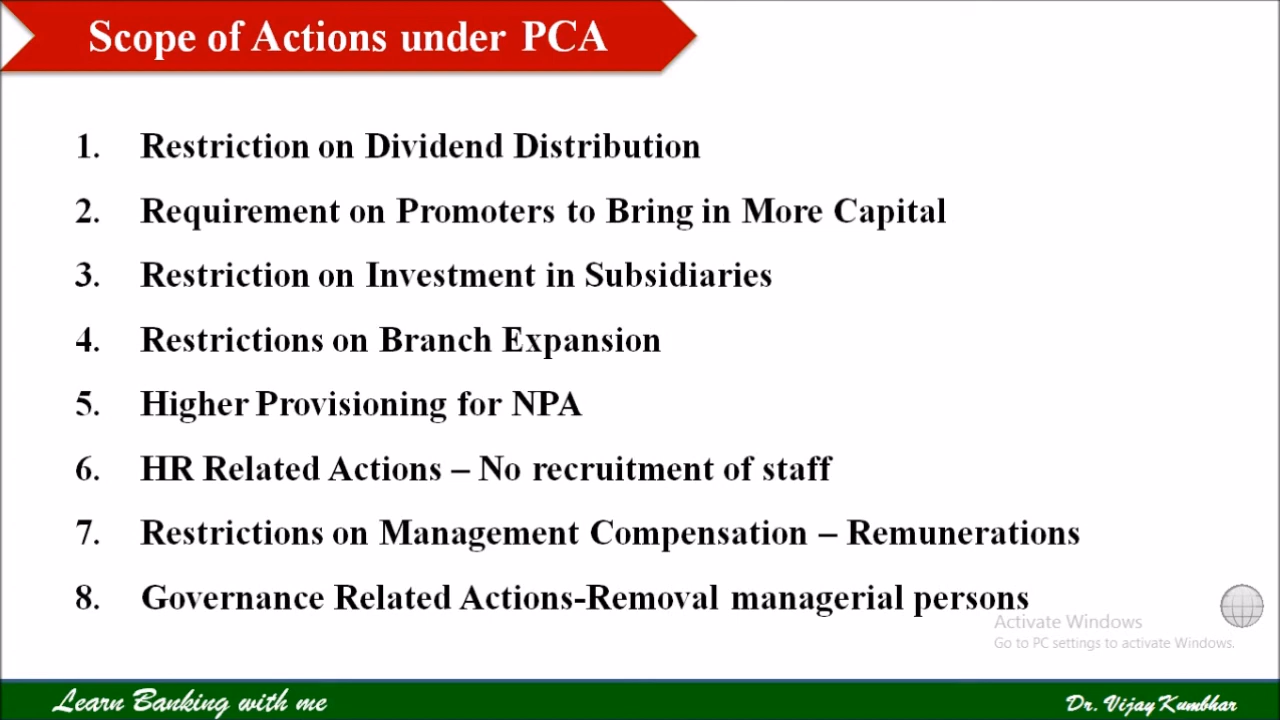 Scope of Actions under PCA
1. Restriction on Dividend Distribution
2. Requirement on Promoters to Bring in More Capital
3. Restriction on Investment in Subsidiaries
4. Restrictions on Branch Expansion
5. Higher Provisioning for NPA
6. HR Related Actions – No recruitment of staff
7. Restrictions on Management Compensation – Remunerations
8. Governance Related Actions-Removal managerial persons
Activate Windows
Go to PC settings to activate Windows.
Learn Banking with me
Dr. Vijay Kumbhar